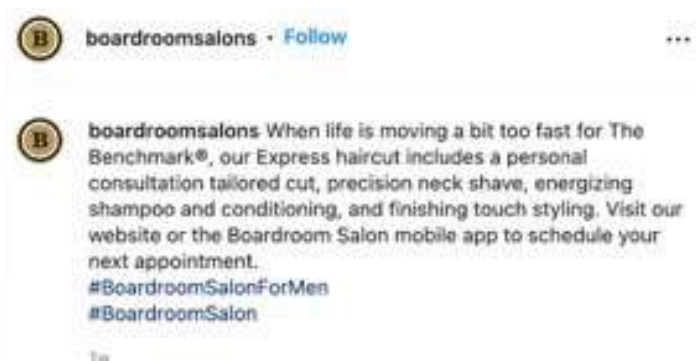 B
boardroomsalons • Follow
...
B
boardroomsalons When life is moving a bit too fast for The
Benchmark®, our Express haircut includes a personal
consultation tailored cut, precision neck shave, energizing
shampoo and conditioning, and finishing touch styling. Visit our
website or the Boardroom Salon mobile app to schedule your
next appointment.
#BoardroomSalonForMen
#BoardroomSalon